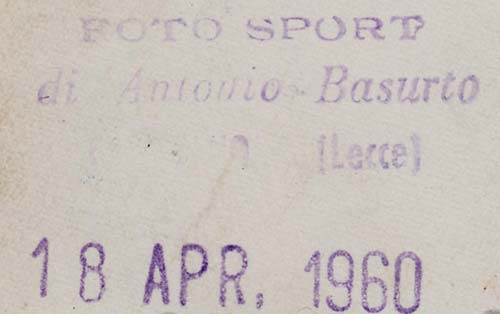 FOTO SPORT
di Antonio Basurto
(Lecce)
18 APR. 1960